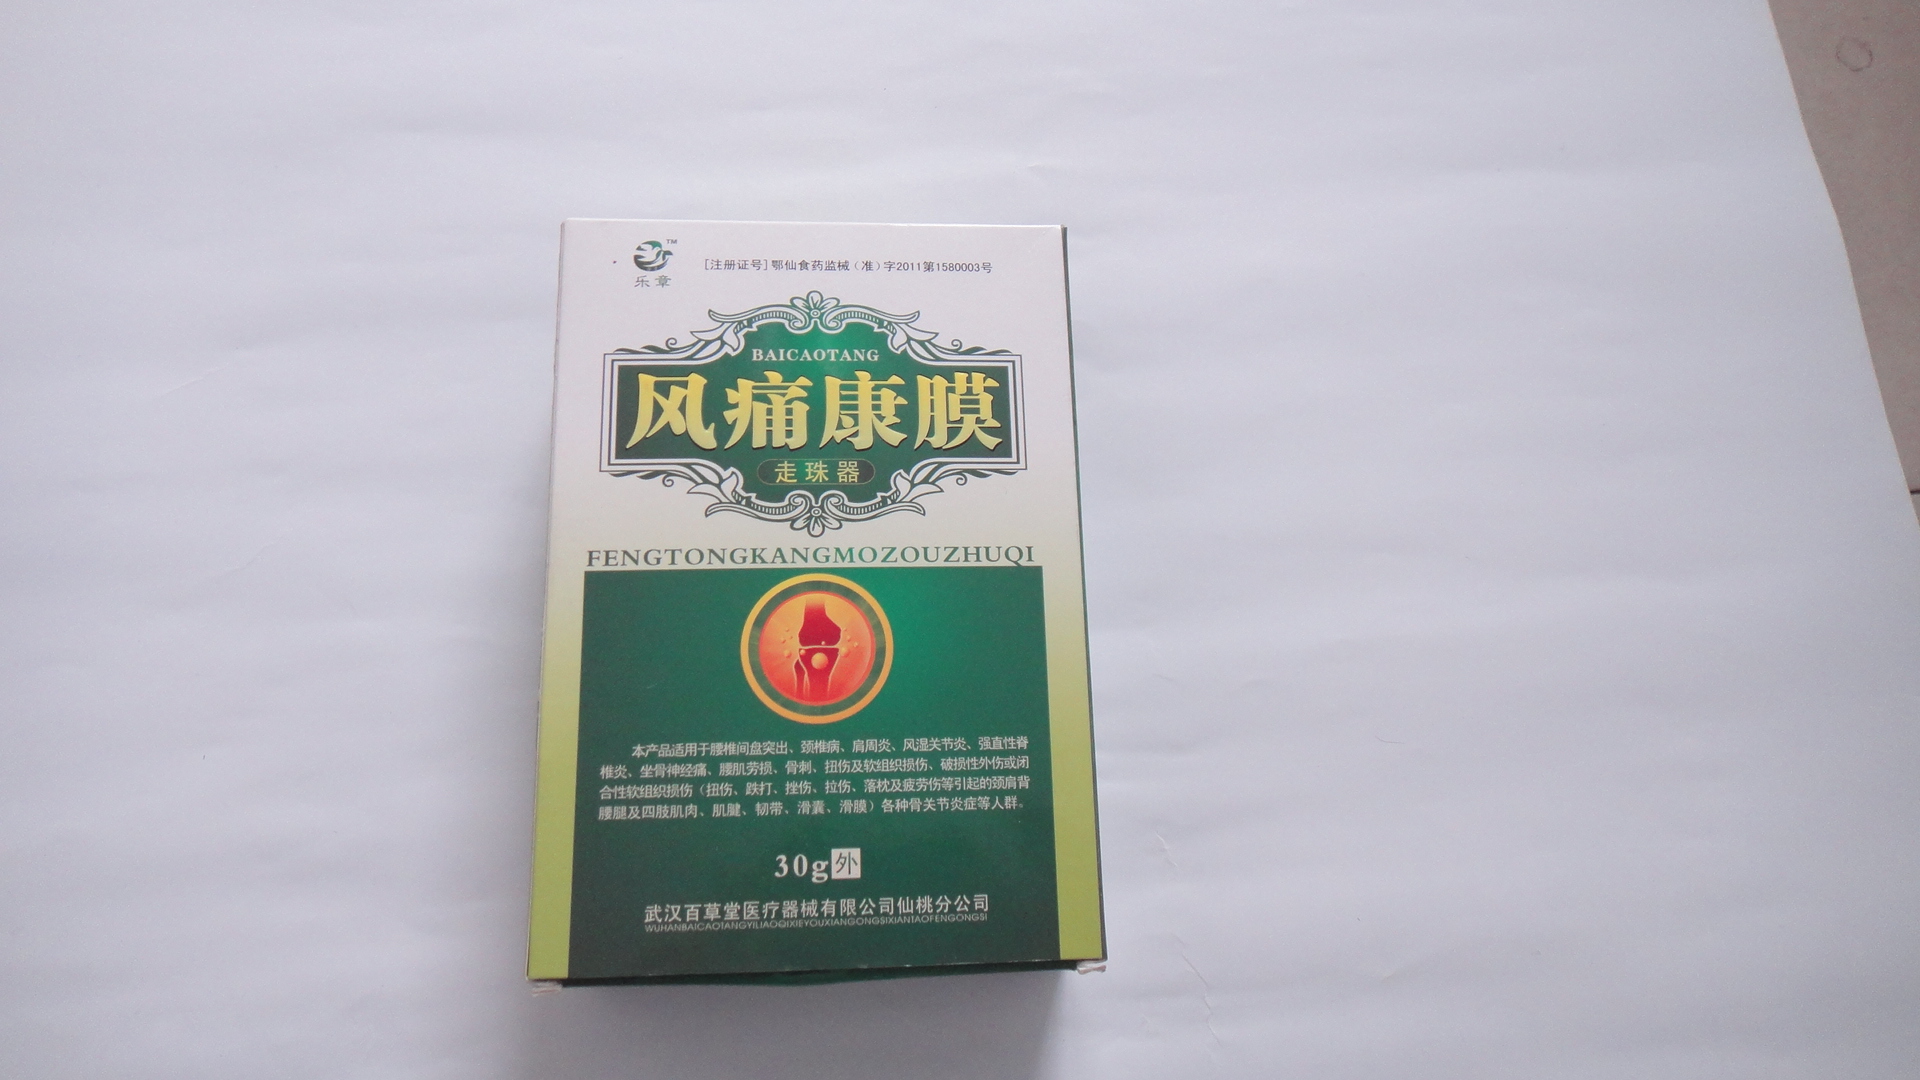 TM
乐章
[注册证号]鄂仙食药监械（准）字2011第1580003号
BAICAOTANG
风痛康膜
走珠器
FENGTONGKANGMOZOUZHUQI
本产品适用于腰椎间盘突出、颈椎病、肩周炎、风湿关节炎、强直性脊
椎炎、坐骨神经痛、腰肌劳损、骨刺、扭伤及软组织损伤、破损性外伤或闭
合性软组织损伤（扭伤、跌打、挫伤、拉伤、落枕及疲劳伤等引起的颈肩背
腰腿及四肢肌肉、肌腱、韧带、滑囊、滑膜）各种骨关节炎症等人群。
30g外
武汉百草堂医疗器械有限公司仙桃分公司
WUHANBAICAOTANGYILIAOQIXIEYOUXIANGONGSIXIANTAOFENGONGSI